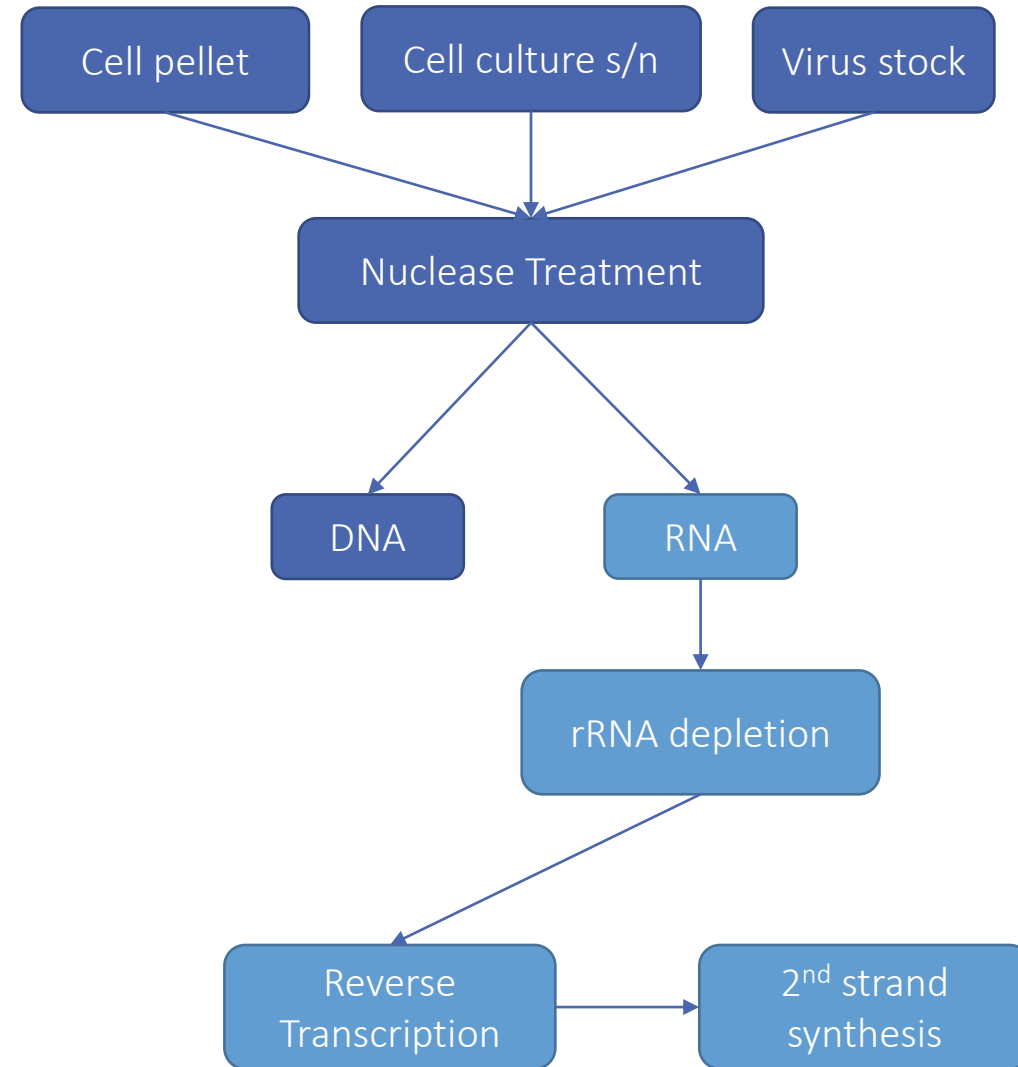 Cell pellet
Cell culture s/n
Virus stock
Nuclease Treatment
DNA
RNA
rRNA depletion
Reverse
Transcription
2nd strand
synthesis